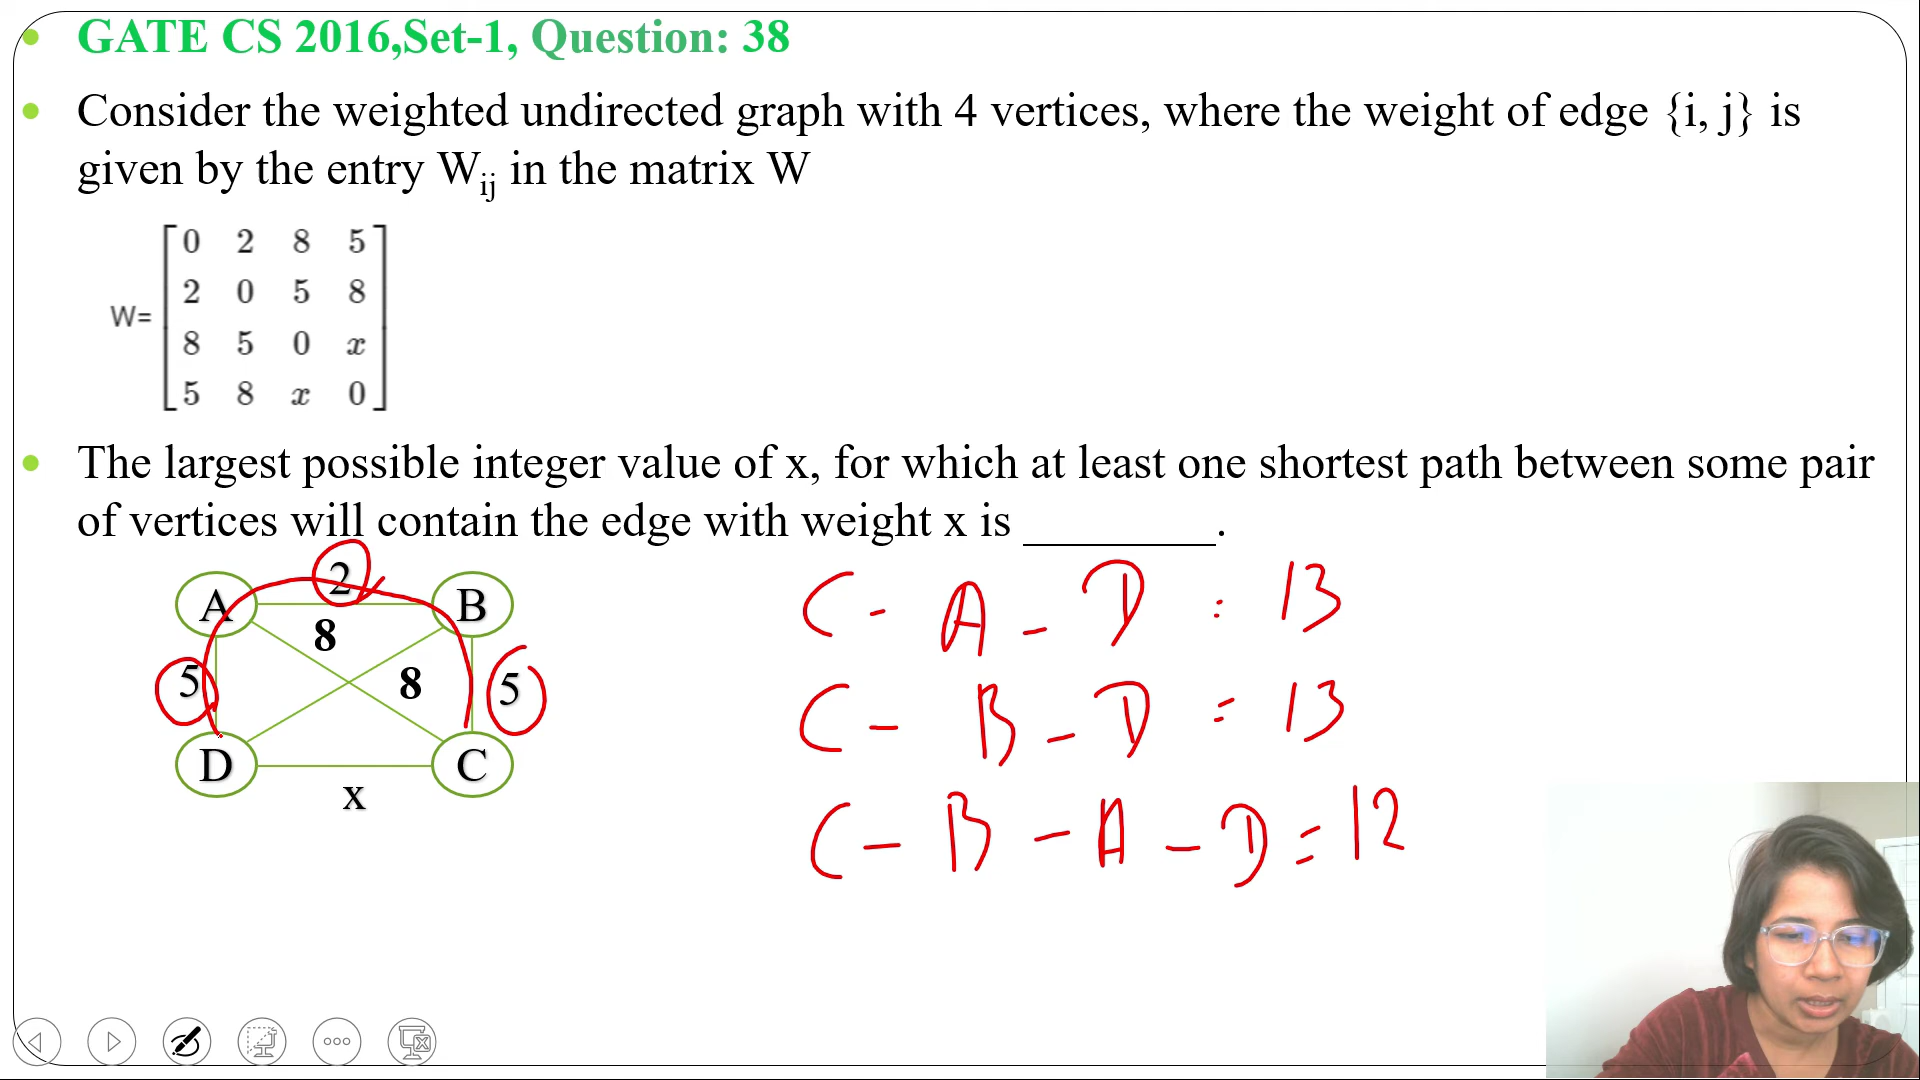 GATE CS 2016,Set-1, Question: 38
Consider the weighted undirected graph with 4 vertices, where the weight of edge {i, j} is
given by the entry Wij in the matrix W
W=
0 2 8 5
2 0 5 8
8 5 0 x
5 8 x 0
The largest possible integer value of x, for which at least one shortest path between some pair
of vertices will contain the edge with weight x is ________.
2
A B
8
5 8 5
D C
x
C - A - D : 13
C - B - D = 13
C - B - A - D = 12